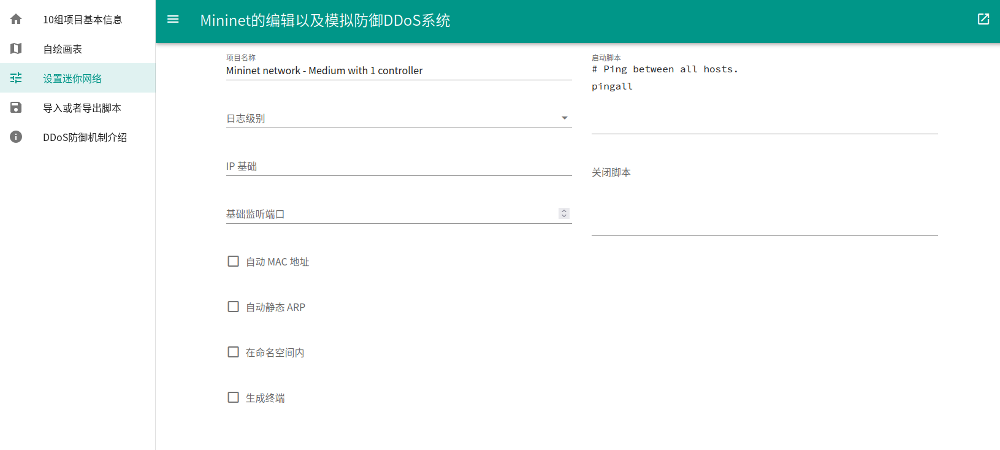 10组项目基本信息
自绘画表
设置迷你网络
导入或者导出脚本
DDoS防御机制介绍
Mininet的编辑以及模拟防御DDoS系统
项目名称
Mininet network - Medium with 1 controller
日志级别
IP 基础
基础监听端口
自动 MAC 地址
自动静态 ARP
在命名空间内
生成终端
启动脚本
# Ping between all hosts.
pingall
关闭脚本